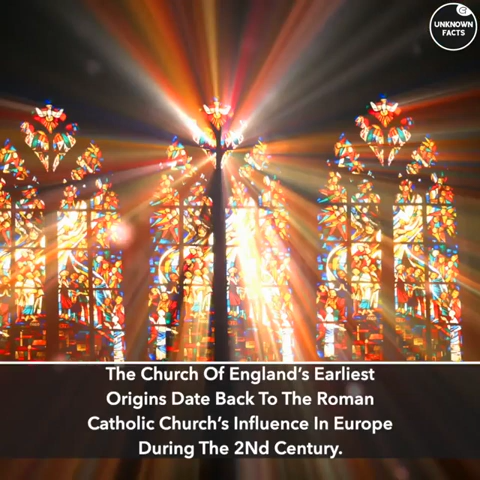 UNKNOWN
FACTS
The Church Of England's Earliest
Origins Date Back To The Roman
Catholic Church's Influence In Europe
During The 2Nd Century.